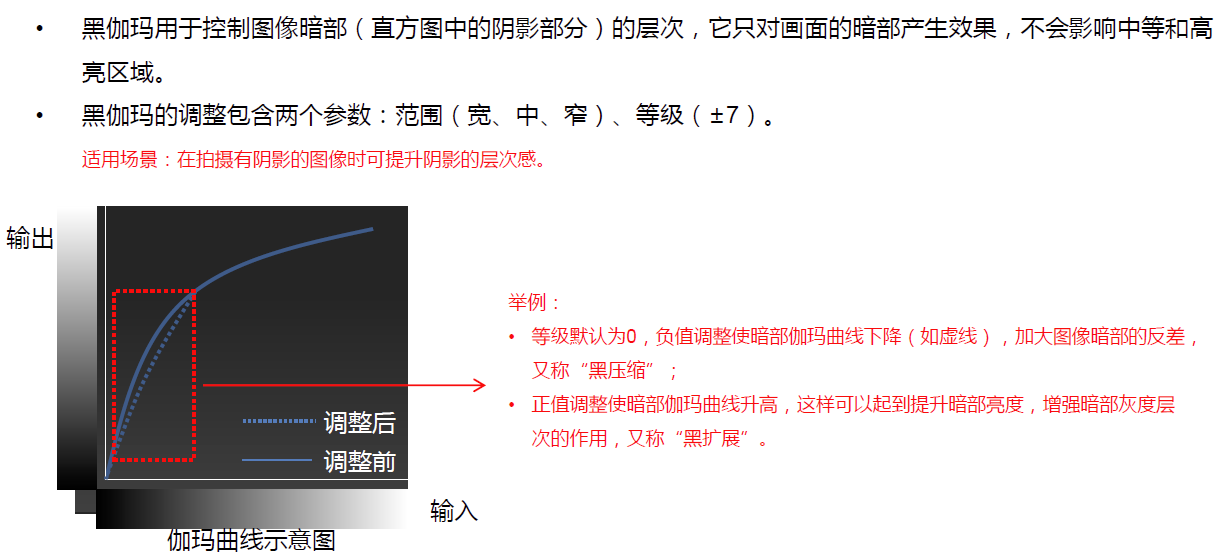 • 黑伽玛用于控制图像暗部（直方图中的阴影部分）的层次，它只对画面的暗部产生效果，不会影响中等和高
亮区域。
• 黑伽玛的调整包含两个参数：范围（宽、中、窄）、等级（±7）。
适用场景：在拍摄有阴影的图像时可提升阴影的层次感。
输出
举例：
• 等级默认为0，负值调整使暗部伽玛曲线下降（如虚线），加大图像暗部的反差，
又称“黑压缩”；
• 正值调整使暗部伽玛曲线升高，这样可以起到提升暗部亮度，增强暗部灰度层
次的作用，又称“黑扩展”。
调整后
调整前
输入
伽玛曲线示意图